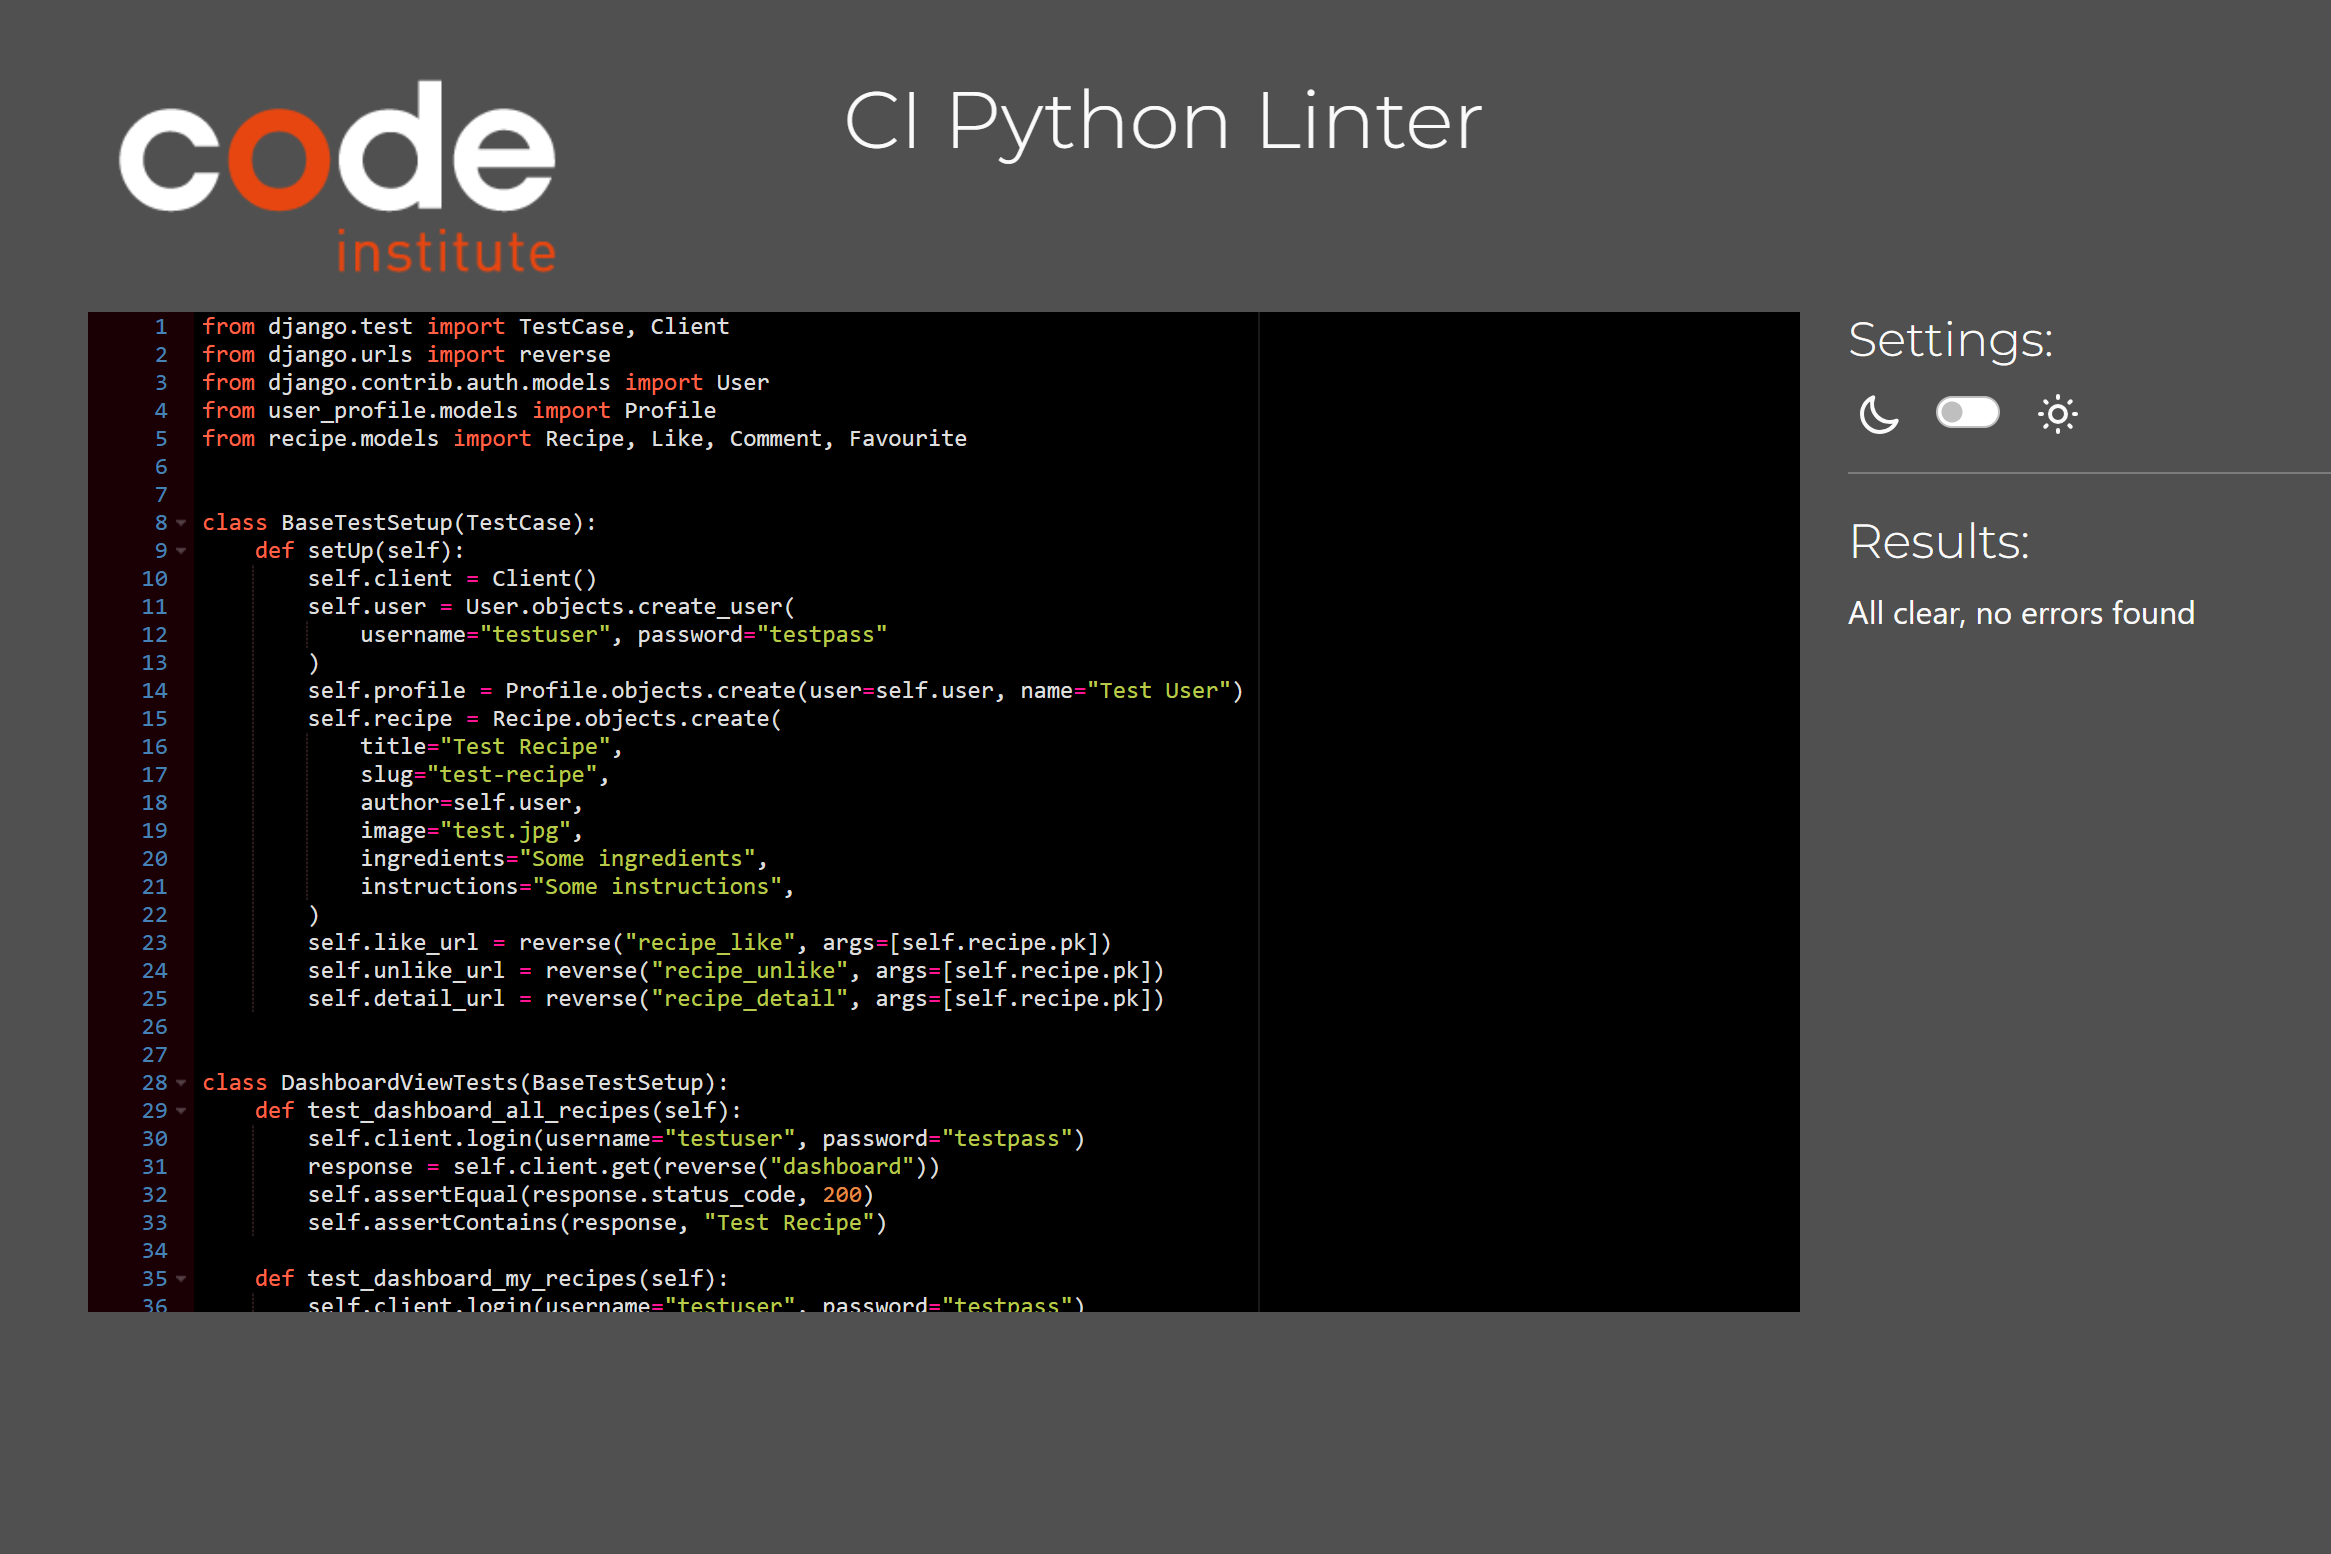 code
institute
CI Python Linter
1 from django.test import TestCase, Client
2 from django.urls import reverse
3 from django.contrib.auth.models import User
4 from user_profile.models import Profile
5 from recipe.models import Recipe, Like, Comment, Favourite
6
7
8 class BaseTestSetup(TestCase):
9     def setUp(self):
10         self.client = Client()
11         self.user = User.objects.create_user(
12             username="testuser", password="testpass"
13         )
14         self.profile = Profile.objects.create(user=self.user, name="Test User")
15         self.recipe = Recipe.objects.create(
16             title="Test Recipe",
17             slug="test-recipe",
18             author=self.user,
19             image="test.jpg",
20             ingredients="Some ingredients",
21             instructions="Some instructions",
22         )
23         self.like_url = reverse("recipe_like", args=[self.recipe.pk])
24         self.unlike_url = reverse("recipe_unlike", args=[self.recipe.pk])
25         self.detail_url = reverse("recipe_detail", args=[self.recipe.pk])
26
27
28 class DashboardViewTests(BaseTestSetup):
29     def test_dashboard_all_recipes(self):
30         self.client.login(username="testuser", password="testpass")
31         response = self.client.get(reverse("dashboard"))
32         self.assertEqual(response.status_code, 200)
33         self.assertContains(response, "Test Recipe")
34
35     def test_dashboard_my_recipes(self):
36         self.client.login(username="testuser", password="testpass")
Settings:
Results:
All clear, no errors found